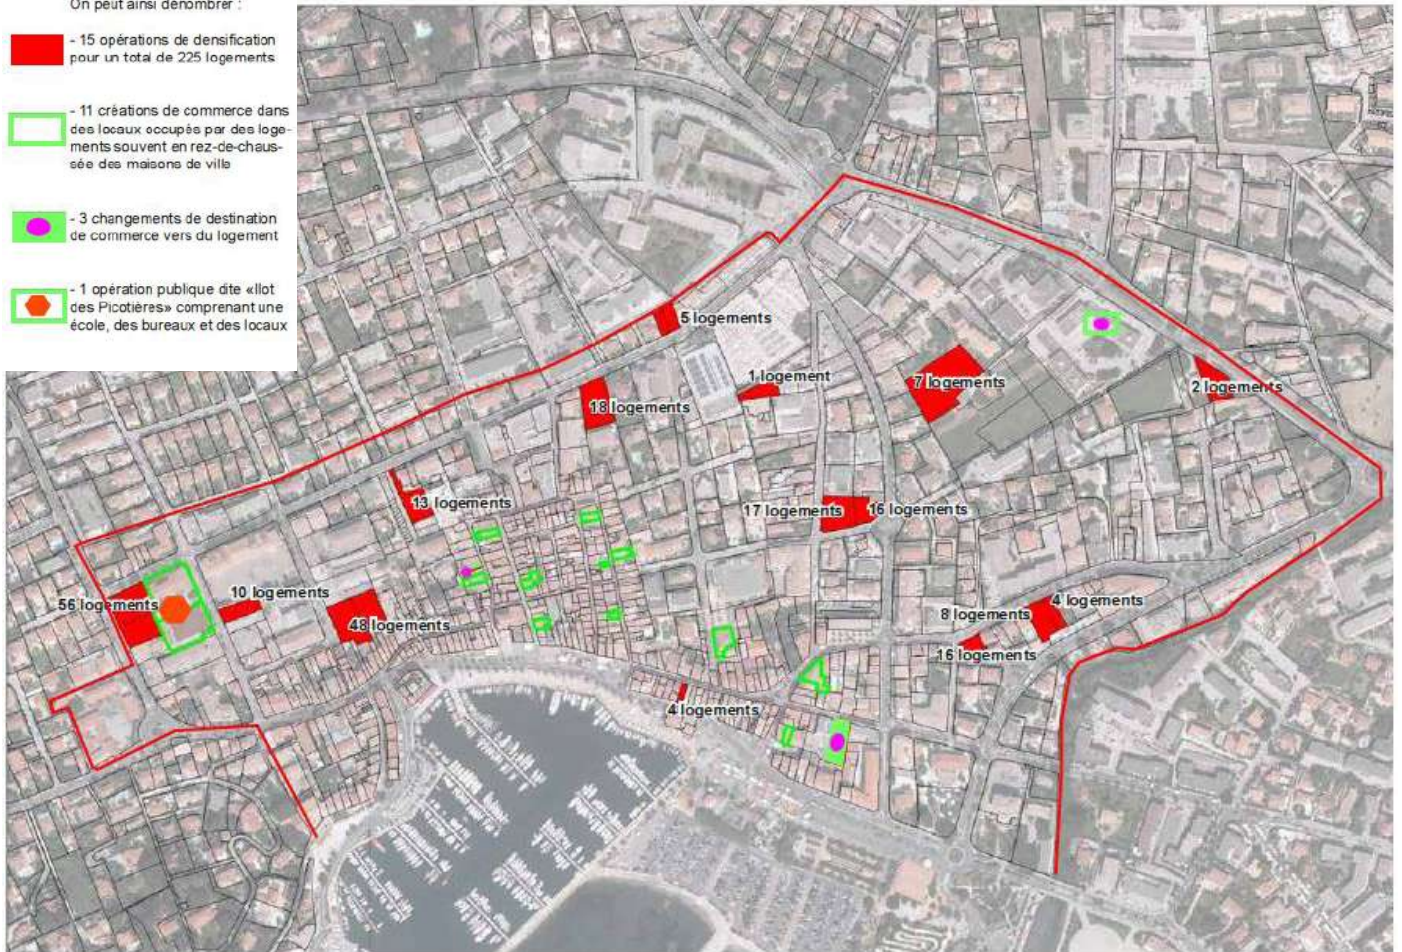 On peut ainsi dénombrer :
- 15 opérations de densification
pour un total de 225 logements
- 11 créations de commerce dans
des locaux occupés par des loge-
ments souvent en rez-de-chaus-
sée des maisons de ville
- 3 changements de destination
de commerce vers du logement
- 1 opération publique dite «Ilot
des Picotières» comprenant une
école, des bureaux et des locaux
5 logements
1 logement
7 logements
2 logements
18 logements
13 logements
17 logements
16 logements
56 logements
10 logements
48 logements
8 logements
4 logements
16 logements
4 logements